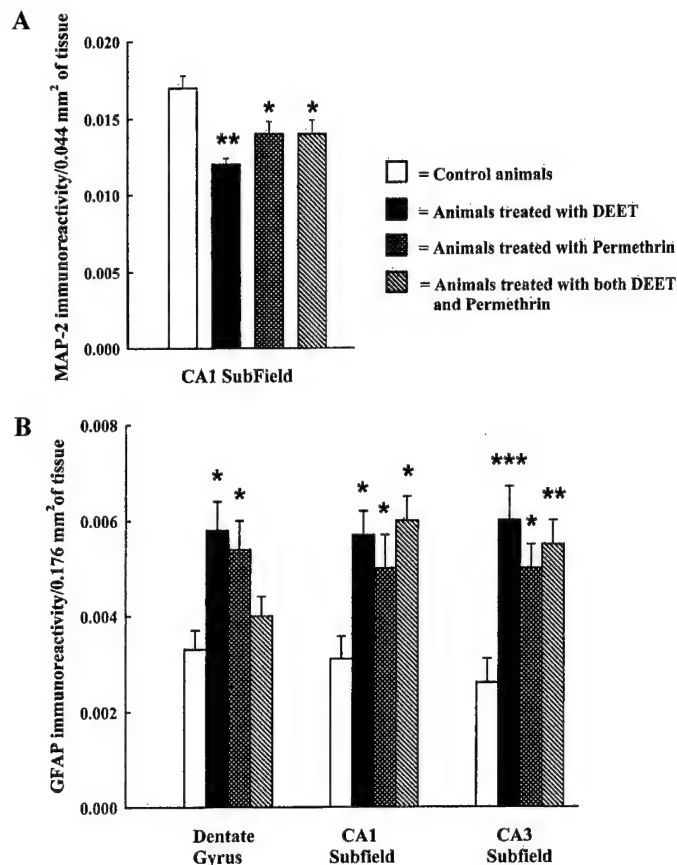 A
MAP-2 immunoreactivity/0.044 mm² of tissue
0.020
0.015
0.010
0.005
0.000
**
*
*
CA1 SubField
= Control animals
= Animals treated with DEET
= Animals treated with Permethrin
= Animals treated with both DEET
and Permethrin
B
GFAP immunoreactivity/0.176 mm² of tissue
0.008
0.006
0.004
0.002
0.000
*
*
*
*
*
***
*
**
Dentate
Gyrus
CA1
Subfield
CA3
Subfield